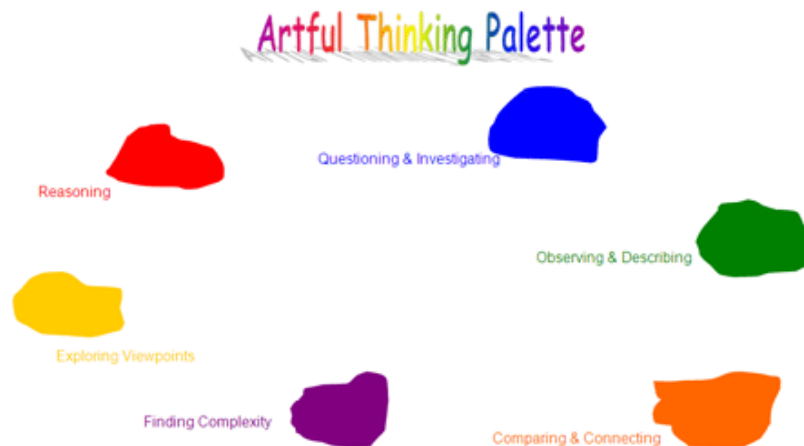 Artful Thinking Palette
Questioning & Investigating
Reasoning
Observing & Describing
Exploring Viewpoints
Finding Complexity
Comparing & Connecting